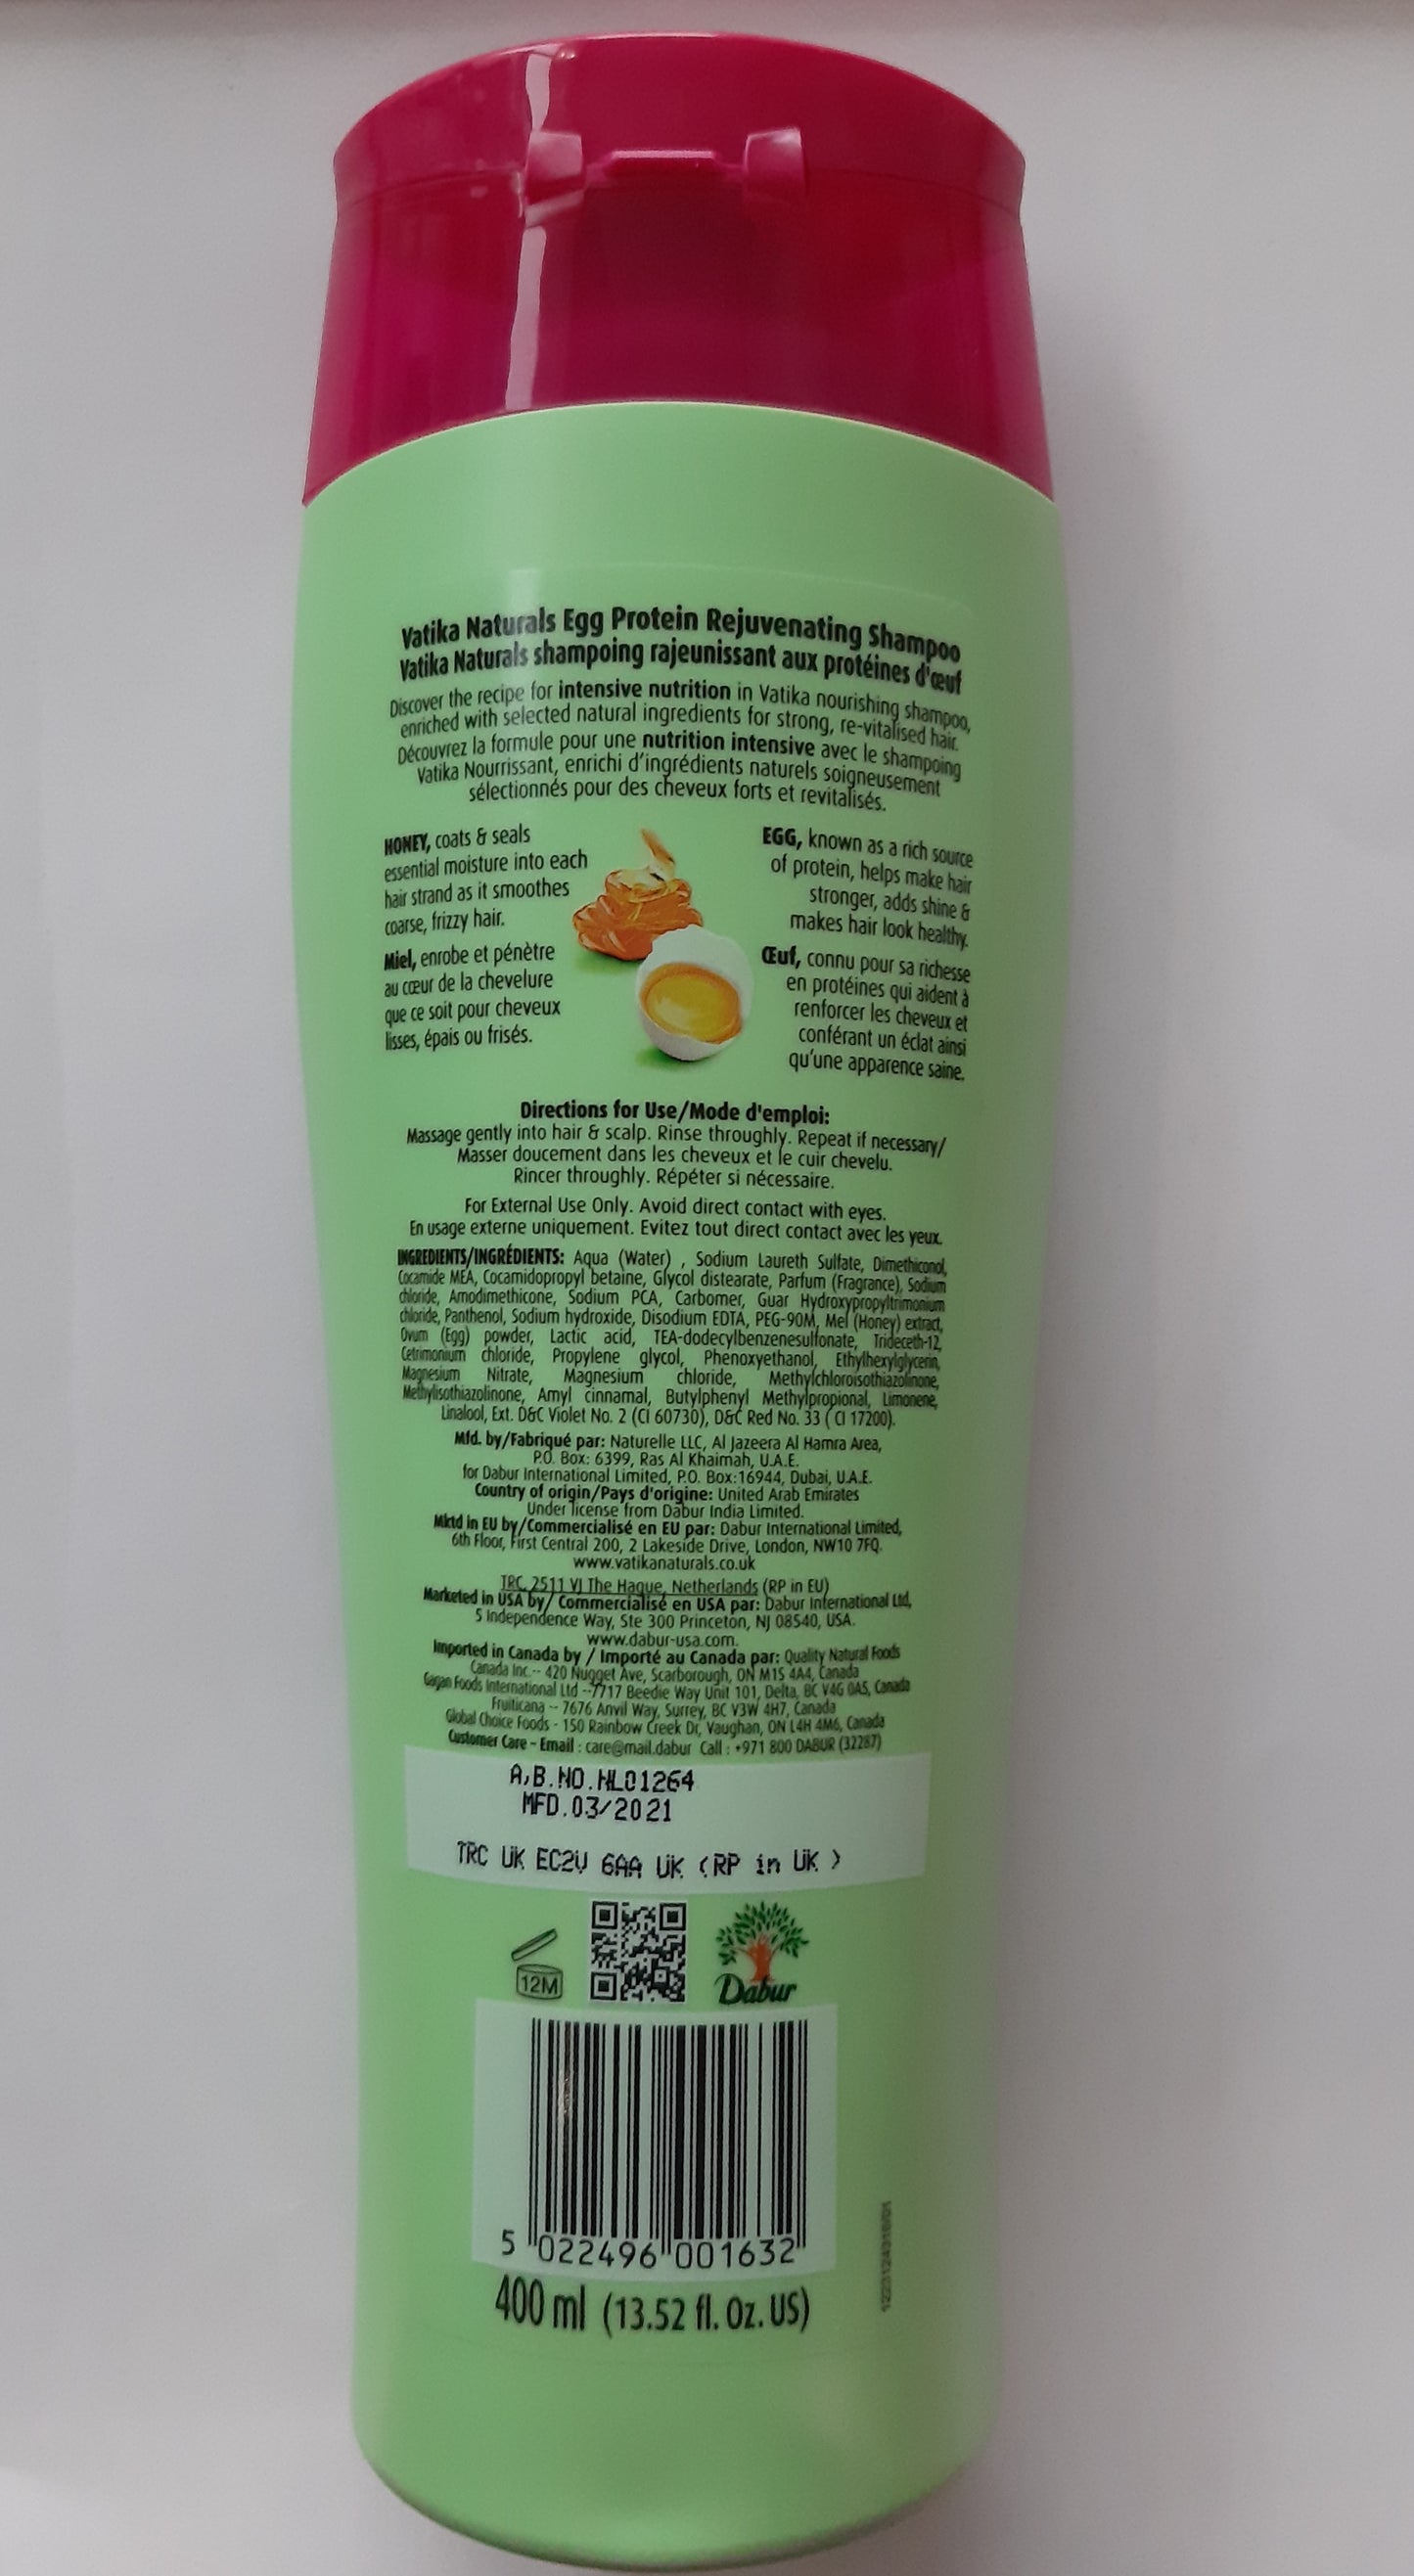 Vatika Naturals Egg Protein Rejuvenating Shampoo
Vatika Naturals shampoing rajeunissant aux protéines d'œuf
Discover the recipe for intensive nutrition in Vatika nourishing shampoo,
enriched with selected natural ingredients for strong, re-vitalised hair.
Découvrez la formule pour une nutrition intensive avec le shampoing
Vatika Nourrissant, enrichi d'ingrédients naturels soigneusement
sélectionnés pour des cheveux forts et revitalisés.
HONEY, coats & seals
essential moisture into each
hair strand as it smoothes
coarse, frizzy hair.
Miel, enrobe et pénètre
au cœur de la chevelure
que ce soit pour cheveux
lisses, épais ou frisés.
EGG, known as a rich source
of protein, helps make hair
stronger, adds shine &
makes hair look healthy.
Œuf, connu pour sa richesse
en protéines qui aident à
renforcer les cheveux et
conférant un éclat ainsi
qu'une apparence saine.
Directions for Use/Mode d'emploi:
Massage gently into hair & scalp. Rinse throughly. Repeat if necessary/
Masser doucement dans les cheveux et le cuir chevelu.
Rincer throughly. Répéter si nécessaire.
For External Use Only. Avoid direct contact with eyes.
En usage externe uniquement. Evitez tout direct contact avec les yeux.
INGREDIENTS/INGRÉDIENTS: Aqua (Water) , Sodium Laureth Sulfate, Dimethiconol,
Cocamide MEA, Cocamidopropyl betaine, Glycol distearate, Parfum (Fragrance), Sodium
chloride, Amodimethicone, Sodium PCA, Carbomer, Guar Hydroxypropyltrimonium
chloride, Panthenol, Sodium hydroxide, Disodium EDTA, PEG-90M, Mel (Honey) extract,
Ovum (Egg) powder, Lactic acid, TEA-dodecylbenzenesulfonate, Trideceth-12,
Cetrimonium chloride, Propylene glycol, Phenoxyethanol, Ethylhexylglycerin,
Magnesium Nitrate, Magnesium chloride, Methylchloroisothiazolinone,
Methylisothiazolinone, Amyl cinnamal, Butylphenyl Methylpropional, Limonene,
Linalool, Ext. D&C Violet No. 2 (CI 60730), D&C Red No. 33 ( CI 17200).
Mfd. by/Fabriqué par: Naturelle LLC, Al Jazeera Al Hamra Area,
P.O. Box: 6399, Ras Al Khaimah, U.A.E.
for Dabur International Limited, P.O. Box:16944, Dubai, U.A.E.
Country of origin/Pays d'origine: United Arab Emirates
Under license from Dabur India Limited.
Mktd in EU by/Commercialisé en EU par: Dabur International Limited,
6th Floor, First Central 200, 2 Lakeside Drive, London, NW10 7FQ.
www.vatikanaturals.co.uk
TRC, 2511 VJ The Hague, Netherlands (RP in EU)
Marketed in USA by/ Commercialisé en USA par: Dabur International Ltd,
5 Independence Way, Ste 300 Princeton, NJ 08540, USA.
www.dabur-usa.com.
Imported in Canada by / Importé au Canada par: Quality Natural Foods
Canada Inc.-- 420 Nugget Ave, Scarborough, ON M1S 4A4, Canada
Gagan Foods International Ltd --7717 Beedie Way Unit 101, Delta, BC V4G 0A5, Canada
Fruiticana -- 7676 Anvil Way, Surrey, BC V3W 4H7, Canada
Global Choice Foods - 150 Rainbow Creek Dr, Vaughan, ON L4H 4M6, Canada
Customer Care - Email : care@mail.dabur Call : +971 800 DABUR (32287)
A,B.NO.NL01264
MFD.03/2021
TRC UK EC2V 6AA UK (RP in UK )
12M
Dabur
5 022496 001632
400 ml (13.52 fl. Oz. US)